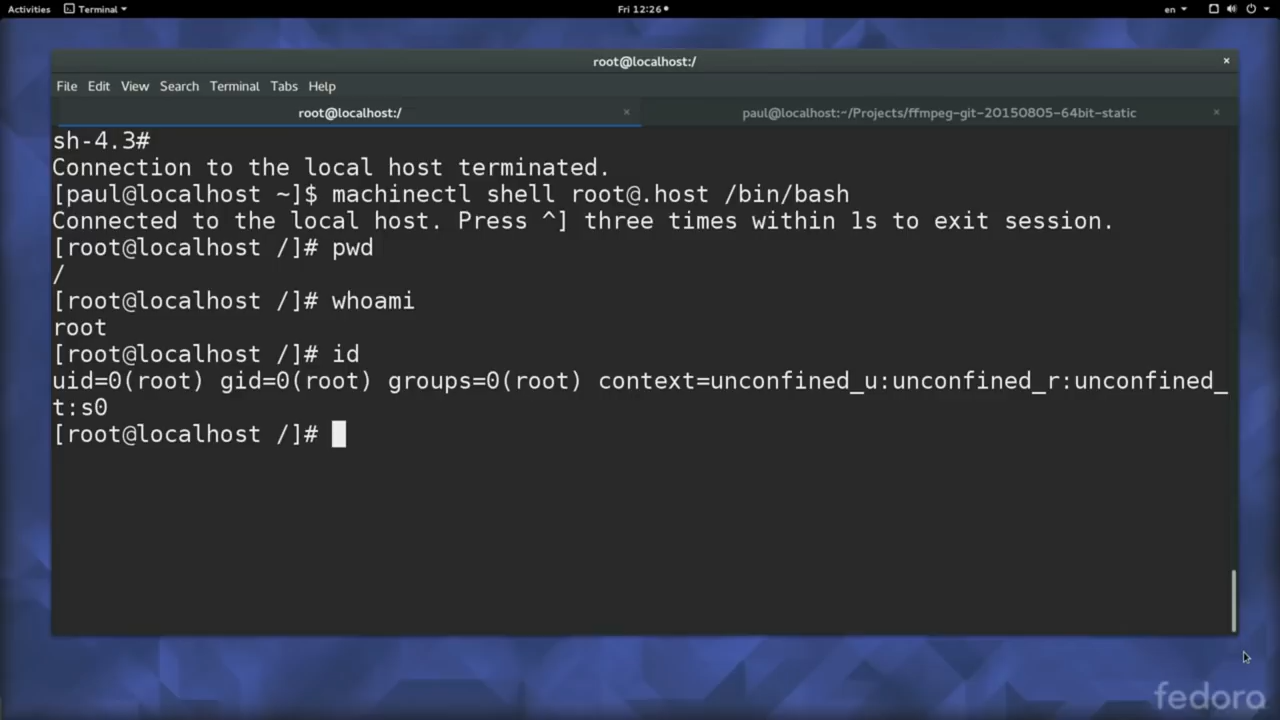 Activities Terminal Fri 12:26 en
root@localhost:/
File Edit View Search Terminal Tabs Help
root@localhost:/ paul@localhost:~/Projects/ffmpeg-git-20150805-64bit-static
sh-4.3#
Connection to the local host terminated.
[paul@localhost ~]$ machinectl shell root@.host /bin/bash
Connected to the local host. Press ^] three times within 1s to exit session.
[root@localhost /]# pwd
/
[root@localhost /]# whoami
root
[root@localhost /]# id
uid=0(root) gid=0(root) groups=0(root) context=unconfined_u:unconfined_r:unconfined_
t:s0
[root@localhost /]#
fedora